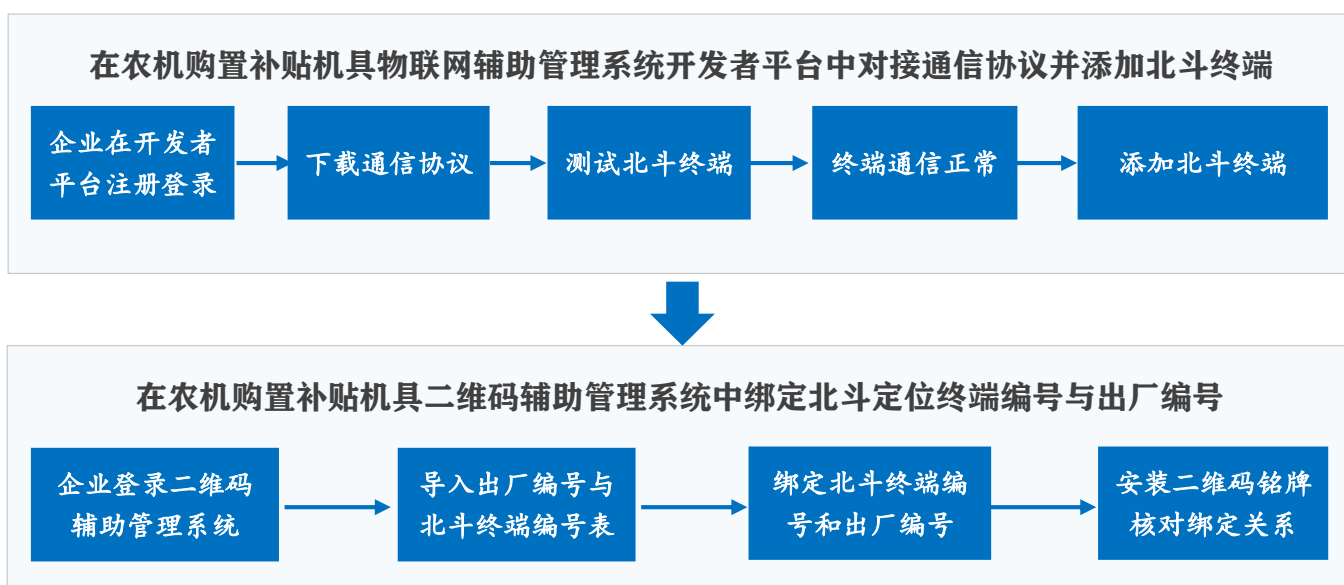 在农机购置补贴机具物联网辅助管理系统开发者平台中对接通信协议并添加北斗终端
企业在开发者
平台注册登录
下载通信协议
测试北斗终端
终端通信正常
添加北斗终端
在农机购置补贴机具二维码辅助管理系统中绑定北斗定位终端编号与出厂编号
企业登录二维码
辅助管理系统
导入出厂编号与
北斗终端编号表
绑定北斗终端编
号和出厂编号
安装二维码铭牌
核对绑定关系